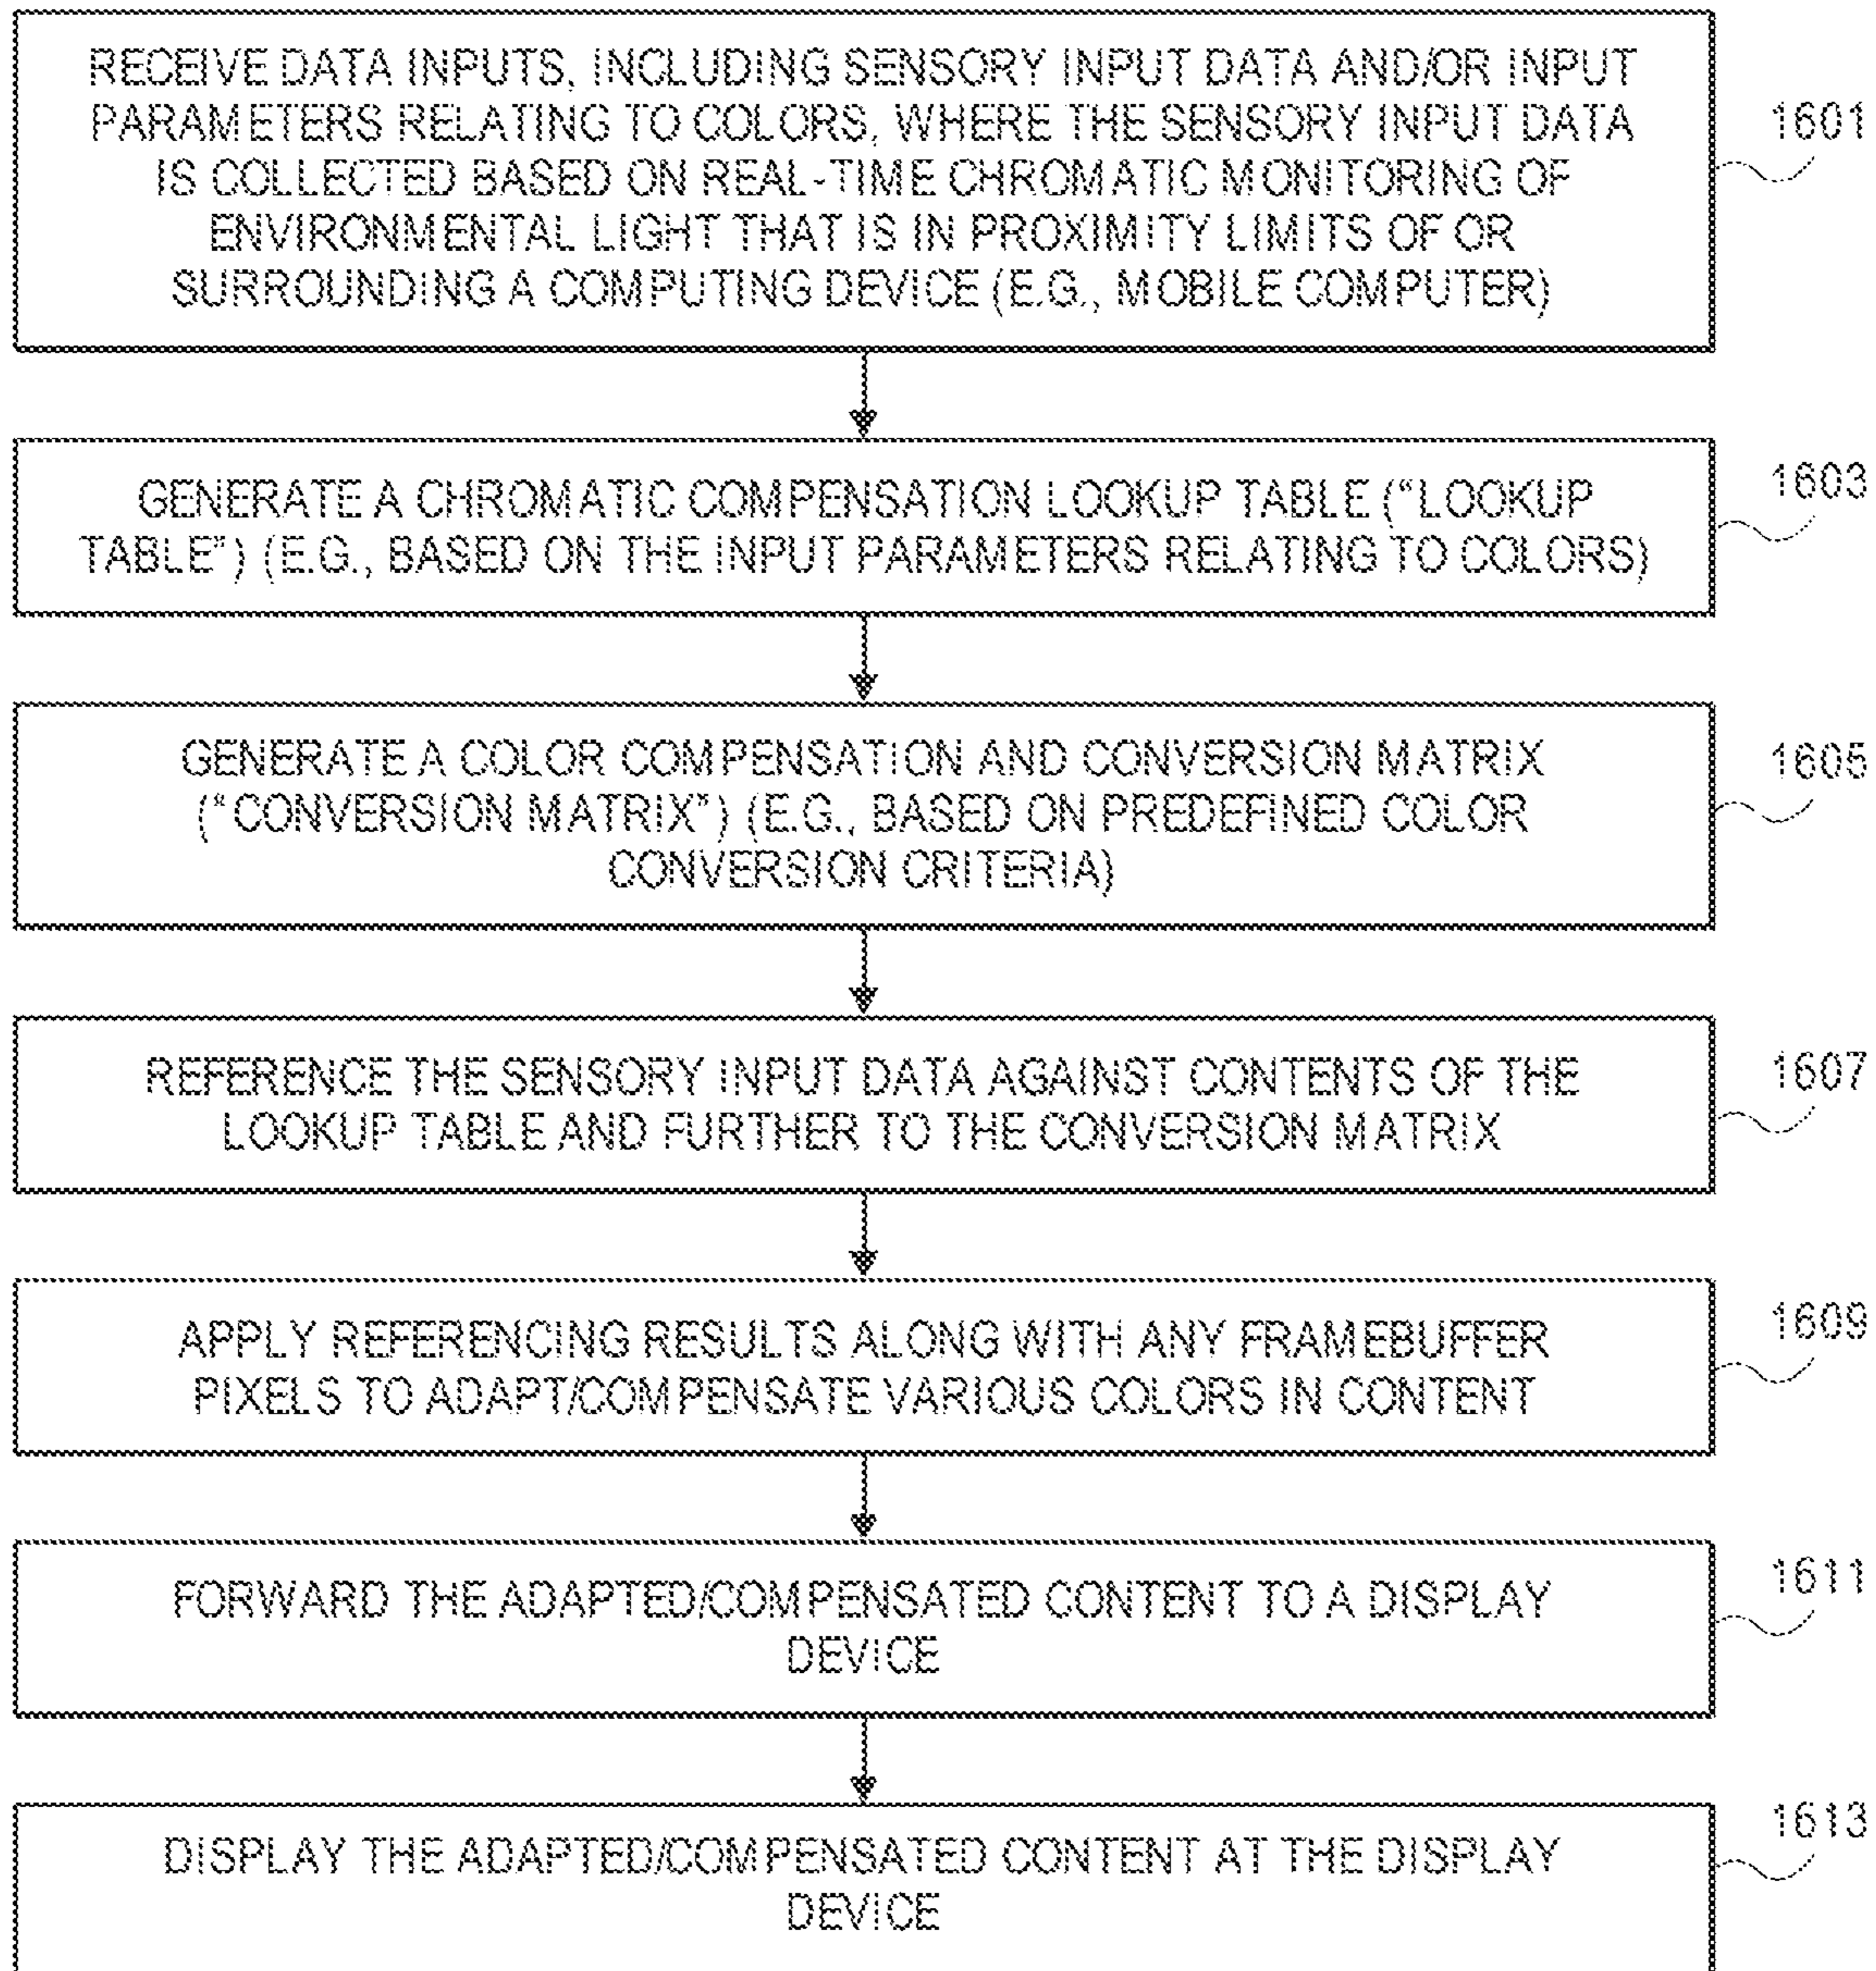 RECEIVE DATA INPUTS, INCLUDING SENSORY INPUT DATA AND/OR INPUT
PARAMETERS RELATING TO COLORS, WHERE THE SENSORY INPUT DATA
IS COLLECTED BASED ON REAL-TIME CHROMATIC MONITORING OF
ENVIRONMENTAL LIGHT THAT IS IN PROXIMITY LIMITS OF OR
SURROUNDING A COMPUTING DEVICE (E.G., MOBILE COMPUTER)
1601
GENERATE A CHROMATIC COMPENSATION LOOKUP TABLE (“LOOKUP
TABLE”) (E.G., BASED ON THE INPUT PARAMETERS RELATING TO COLORS)
1603
GENERATE A COLOR COMPENSATION AND CONVERSION MATRIX
(“CONVERSION MATRIX”) (E.G., BASED ON PREDEFINED COLOR
CONVERSION CRITERIA)
1605
REFERENCE THE SENSORY INPUT DATA AGAINST CONTENTS OF THE
LOOKUP TABLE AND FURTHER TO THE CONVERSION MATRIX
1607
APPLY REFERENCING RESULTS ALONG WITH ANY FRAMEBUFFER
PIXELS TO ADAPT/COMPENSATE VARIOUS COLORS IN CONTENT
1609
FORWARD THE ADAPTED/COMPENSATED CONTENT TO A DISPLAY
DEVICE
1611
DISPLAY THE ADAPTED/COMPENSATED CONTENT AT THE DISPLAY
DEVICE
1613